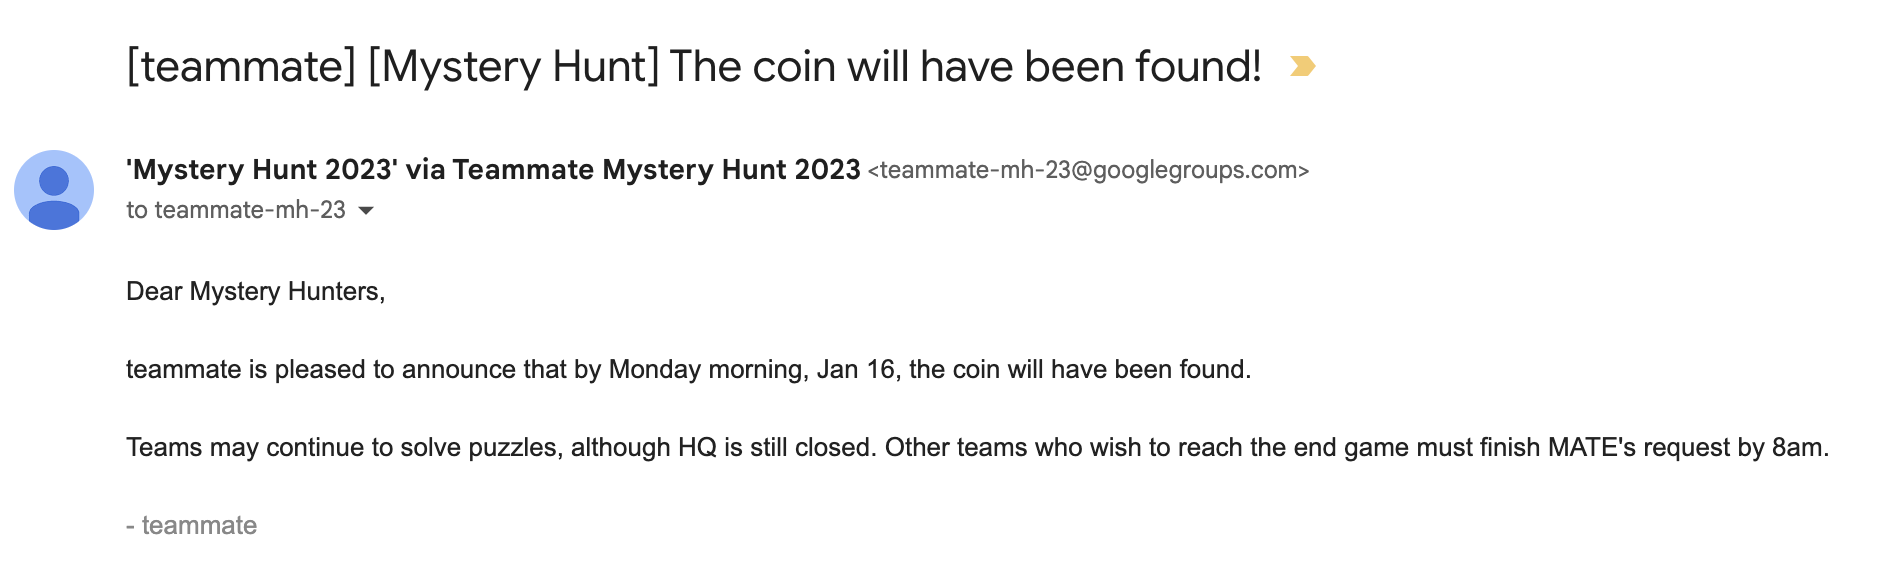 [teammate] [Mystery Hunt] The coin will have been found!
'Mystery Hunt 2023' via Teammate Mystery Hunt 2023 <teammate-mh-23@googlegroups.com>
to teammate-mh-23
Dear Mystery Hunters,
teammate is pleased to announce that by Monday morning, Jan 16, the coin will have been found.
Teams may continue to solve puzzles, although HQ is still closed. Other teams who wish to reach the end game must finish MATE's request by 8am.
- teammate